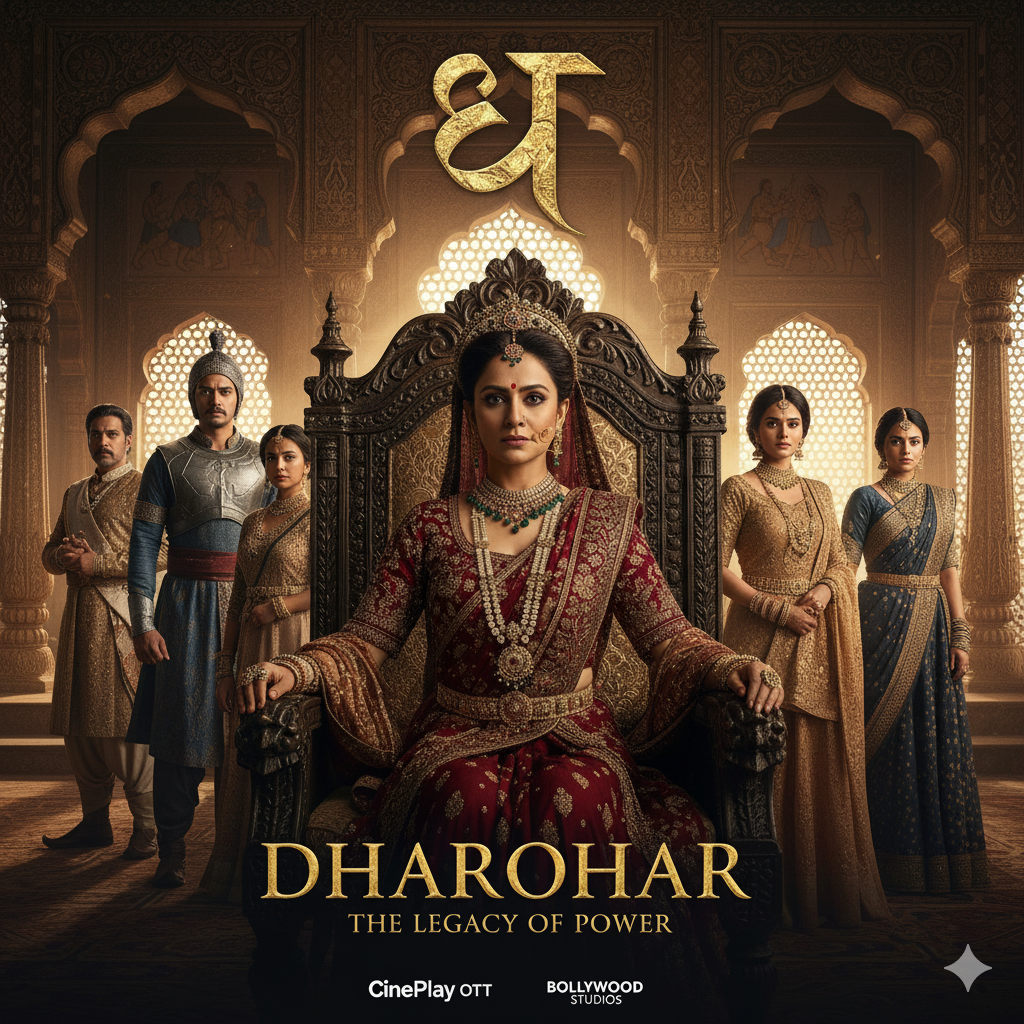 धा
DHAROHAR
THE LEGACY OF POWER
CinePlay OTT
BOLLYWOOD
STUDIOS